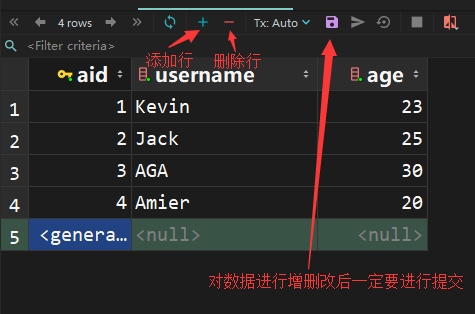 4 rows
Tx: Auto
<Filter criteria>
添加行
删除行
aid username age
1 1 Kevin 23
2 2 Jack 25
3 3 AGA 30
4 4 Amier 20
5 <genera… <null> <null>
对数据进行增删改后一定要进行提交